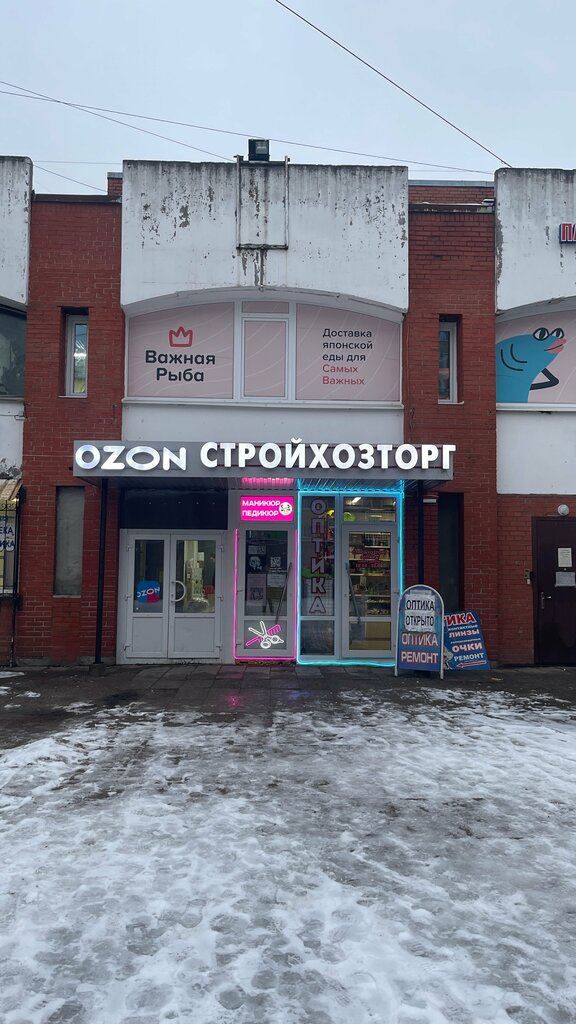 Важная
Рыба
Доставка
японской
еды для
Самых
Важных
OZON СТРОЙХОЗТОРГ
МАНИКЮР
ПЕДИКЮР
ОПТИКА
OZON
ОПТИКА
ОТКРЫТО
ОПТИКА
РЕМОНТ
ИКА
КОНТАКТНЫЕ
ЛИНЗЫ
ОЧКИ
РЕМОНТ